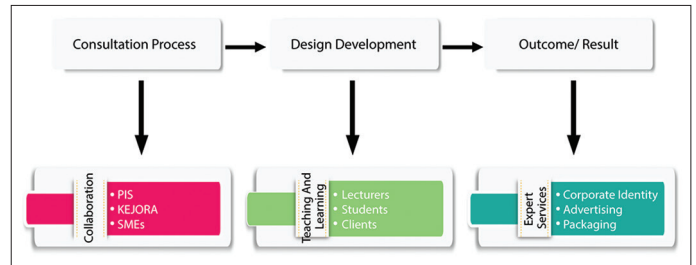 Consultation Process
Design Development
Outcome/ Result
Collaboration
• PIS
• KEJORA
• SMEs
Teaching And
Learning
• Lecturers
• Students
• Clients
Expert
Services
• Corporate Identity
• Advertising
• Packaging